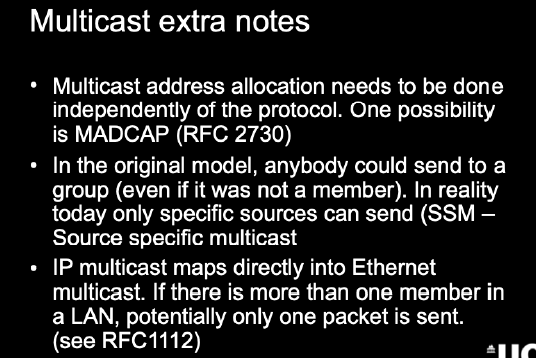 Multicast extra notes
• Multicast address allocation needs to be done
independently of the protocol. One possibility
is MADCAP (RFC 2730)
• In the original model, anybody could send to a
group (even if it was not a member). In reality
today only specific sources can send (SSM –
Source specific multicast
• IP multicast maps directly into Ethernet
multicast. If there is more than one member in
a LAN, potentially only one packet is sent.
(see RFC1112)